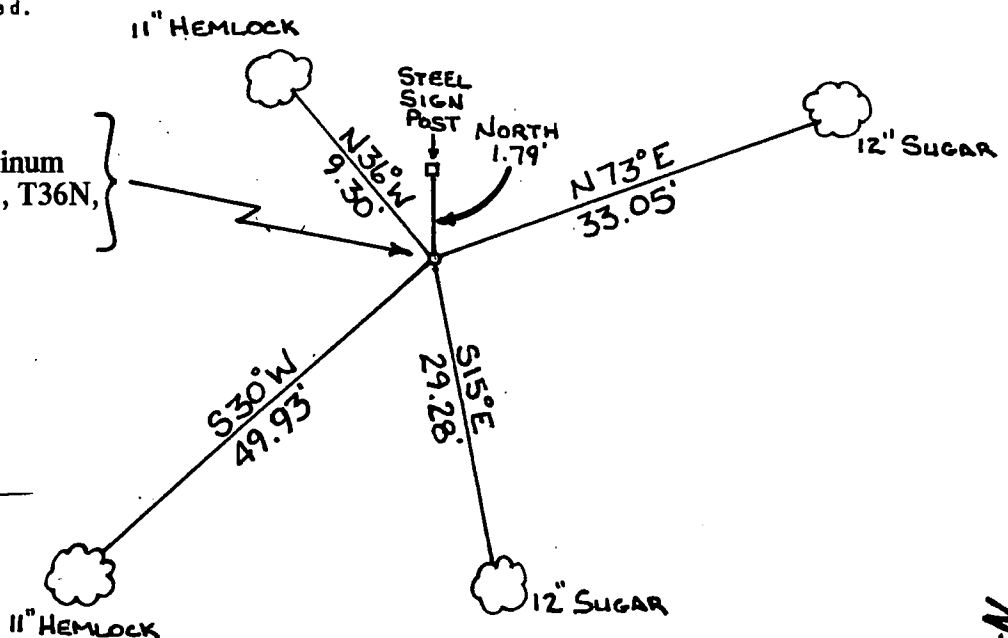 d.
11" HEMLOCK
STEEL
SIGN
POST
NORTH
1.79'
12" SUGAR
inum
, T36N,
N36°W
9.30'
N73°E
33.05'
S30°W
49.93'
S15°E
29.28'
11" HEMLOCK
12" SUGAR